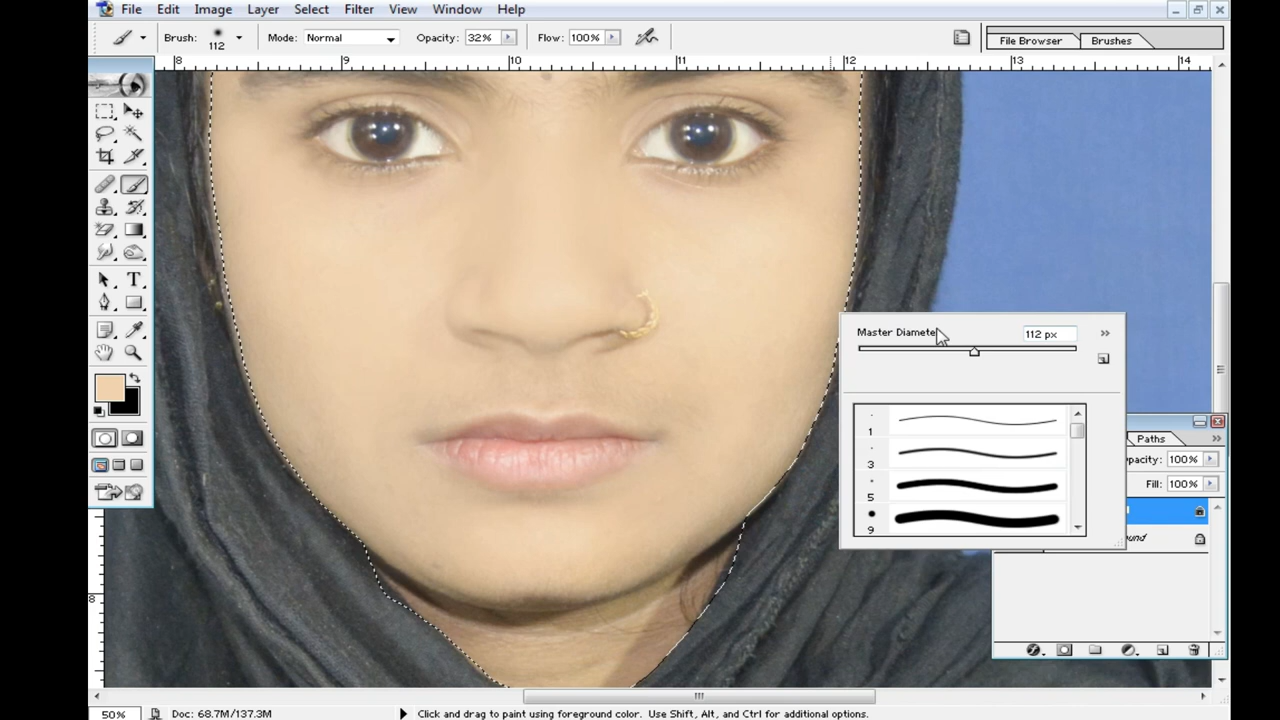 File Edit Image Layer Select Filter View Window Help
Brush: 112 Mode: Normal Opacity: 32% Flow: 100% File Browser Brushes
8 9 10 11 12 13 14
Master Diameter 112 px
1
3
5
9
Paths
opacity: 100%
Fill: 100%
ound
8
50% Doc: 68.7M/137.3M Click and drag to paint using foreground color. Use Shift, Alt, and Ctrl for additional options.